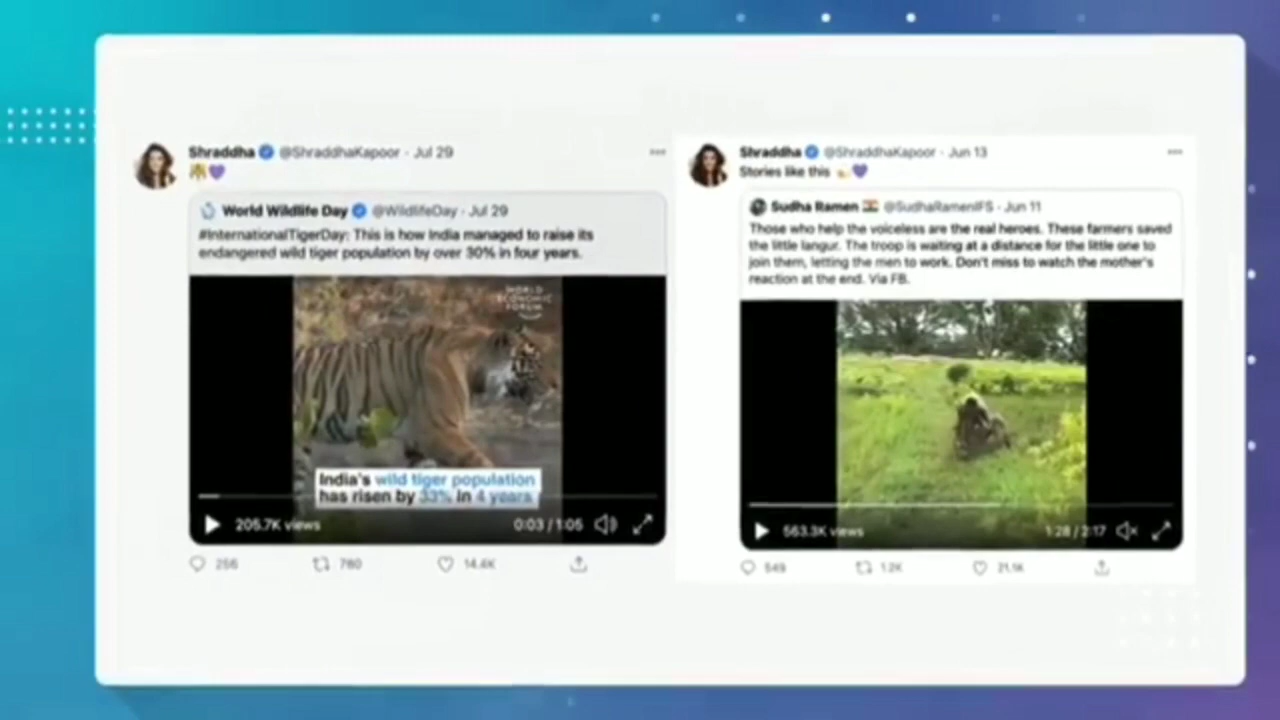 Shraddha @ShraddhaKapoor · Jul 29
World Wildlife Day @WildlifeDay · Jul 29
#InternationalTigerDay: This is how India managed to raise its
endangered wild tiger population by over 30% in four years.
WORLD
ECONOMIC
FORUM
India's wild tiger population
has risen by 33% in 4 years
205.7K views 0:03 / 1:05
256 780 14.4K
Shraddha @ShraddhaKapoor · Jun 13
Stories like this
Sudha Ramen @SudhaRamenIFS · Jun 11
Those who help the voiceless are the real heroes. These farmers saved
the little langur. The troop is waiting at a distance for the little one to
join them, letting the men to work. Don't miss to watch the mother's
reaction at the end. Via FB.
563.3K views 1:28 / 2:17
549 1.2K 21.1K